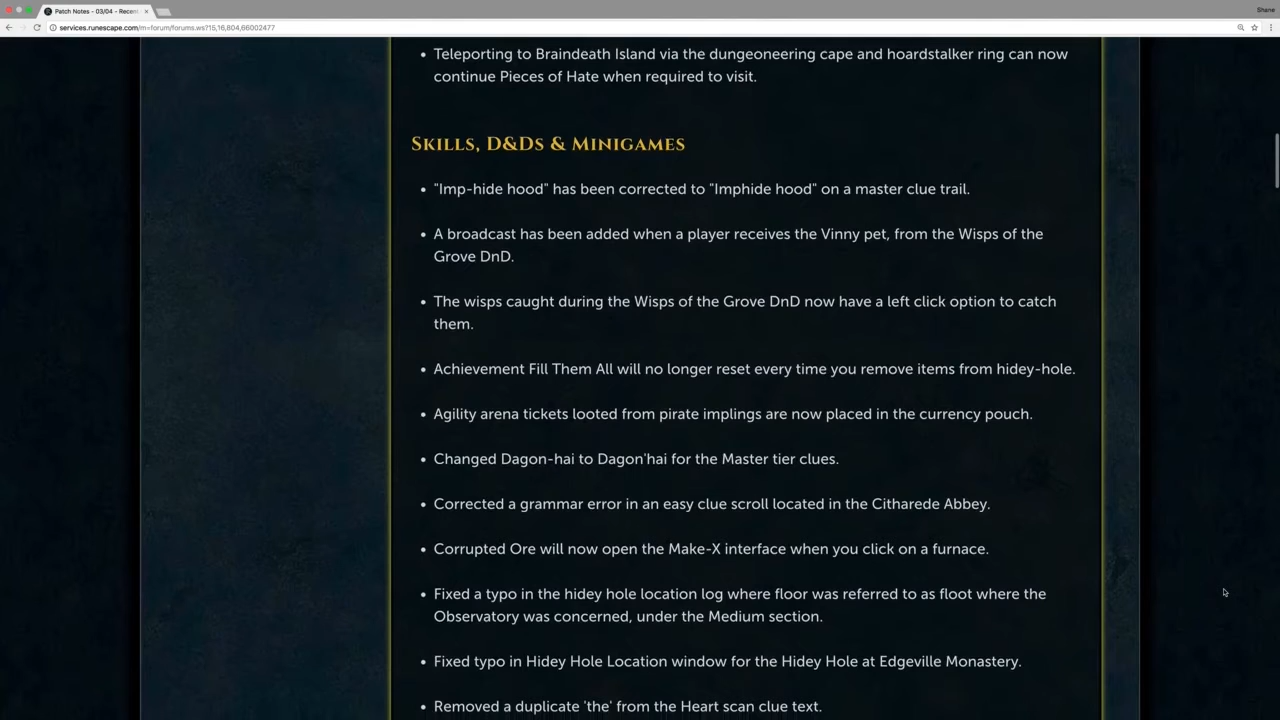 Patch Notes - 03/04 - Recen
Shane
services.runescape.com/m=forum/forums.ws?15,16,804,66002477
• Teleporting to Braindeath Island via the dungeoneering cape and hoardstalker ring can now
continue Pieces of Hate when required to visit.
Skills, D&Ds & Minigames
• "Imp-hide hood" has been corrected to "Imphide hood" on a master clue trail.
• A broadcast has been added when a player receives the Vinny pet, from the Wisps of the
Grove DnD.
• The wisps caught during the Wisps of the Grove DnD now have a left click option to catch
them.
• Achievement Fill Them All will no longer reset every time you remove items from hidey-hole.
• Agility arena tickets looted from pirate implings are now placed in the currency pouch.
• Changed Dagon-hai to Dagon'hai for the Master tier clues.
• Corrected a grammar error in an easy clue scroll located in the Citharede Abbey.
• Corrupted Ore will now open the Make-X interface when you click on a furnace.
• Fixed a typo in the hidey hole location log where floor was referred to as floot where the
Observatory was concerned, under the Medium section.
• Fixed typo in Hidey Hole Location window for the Hidey Hole at Edgeville Monastery.
• Removed a duplicate 'the' from the Heart scan clue text.